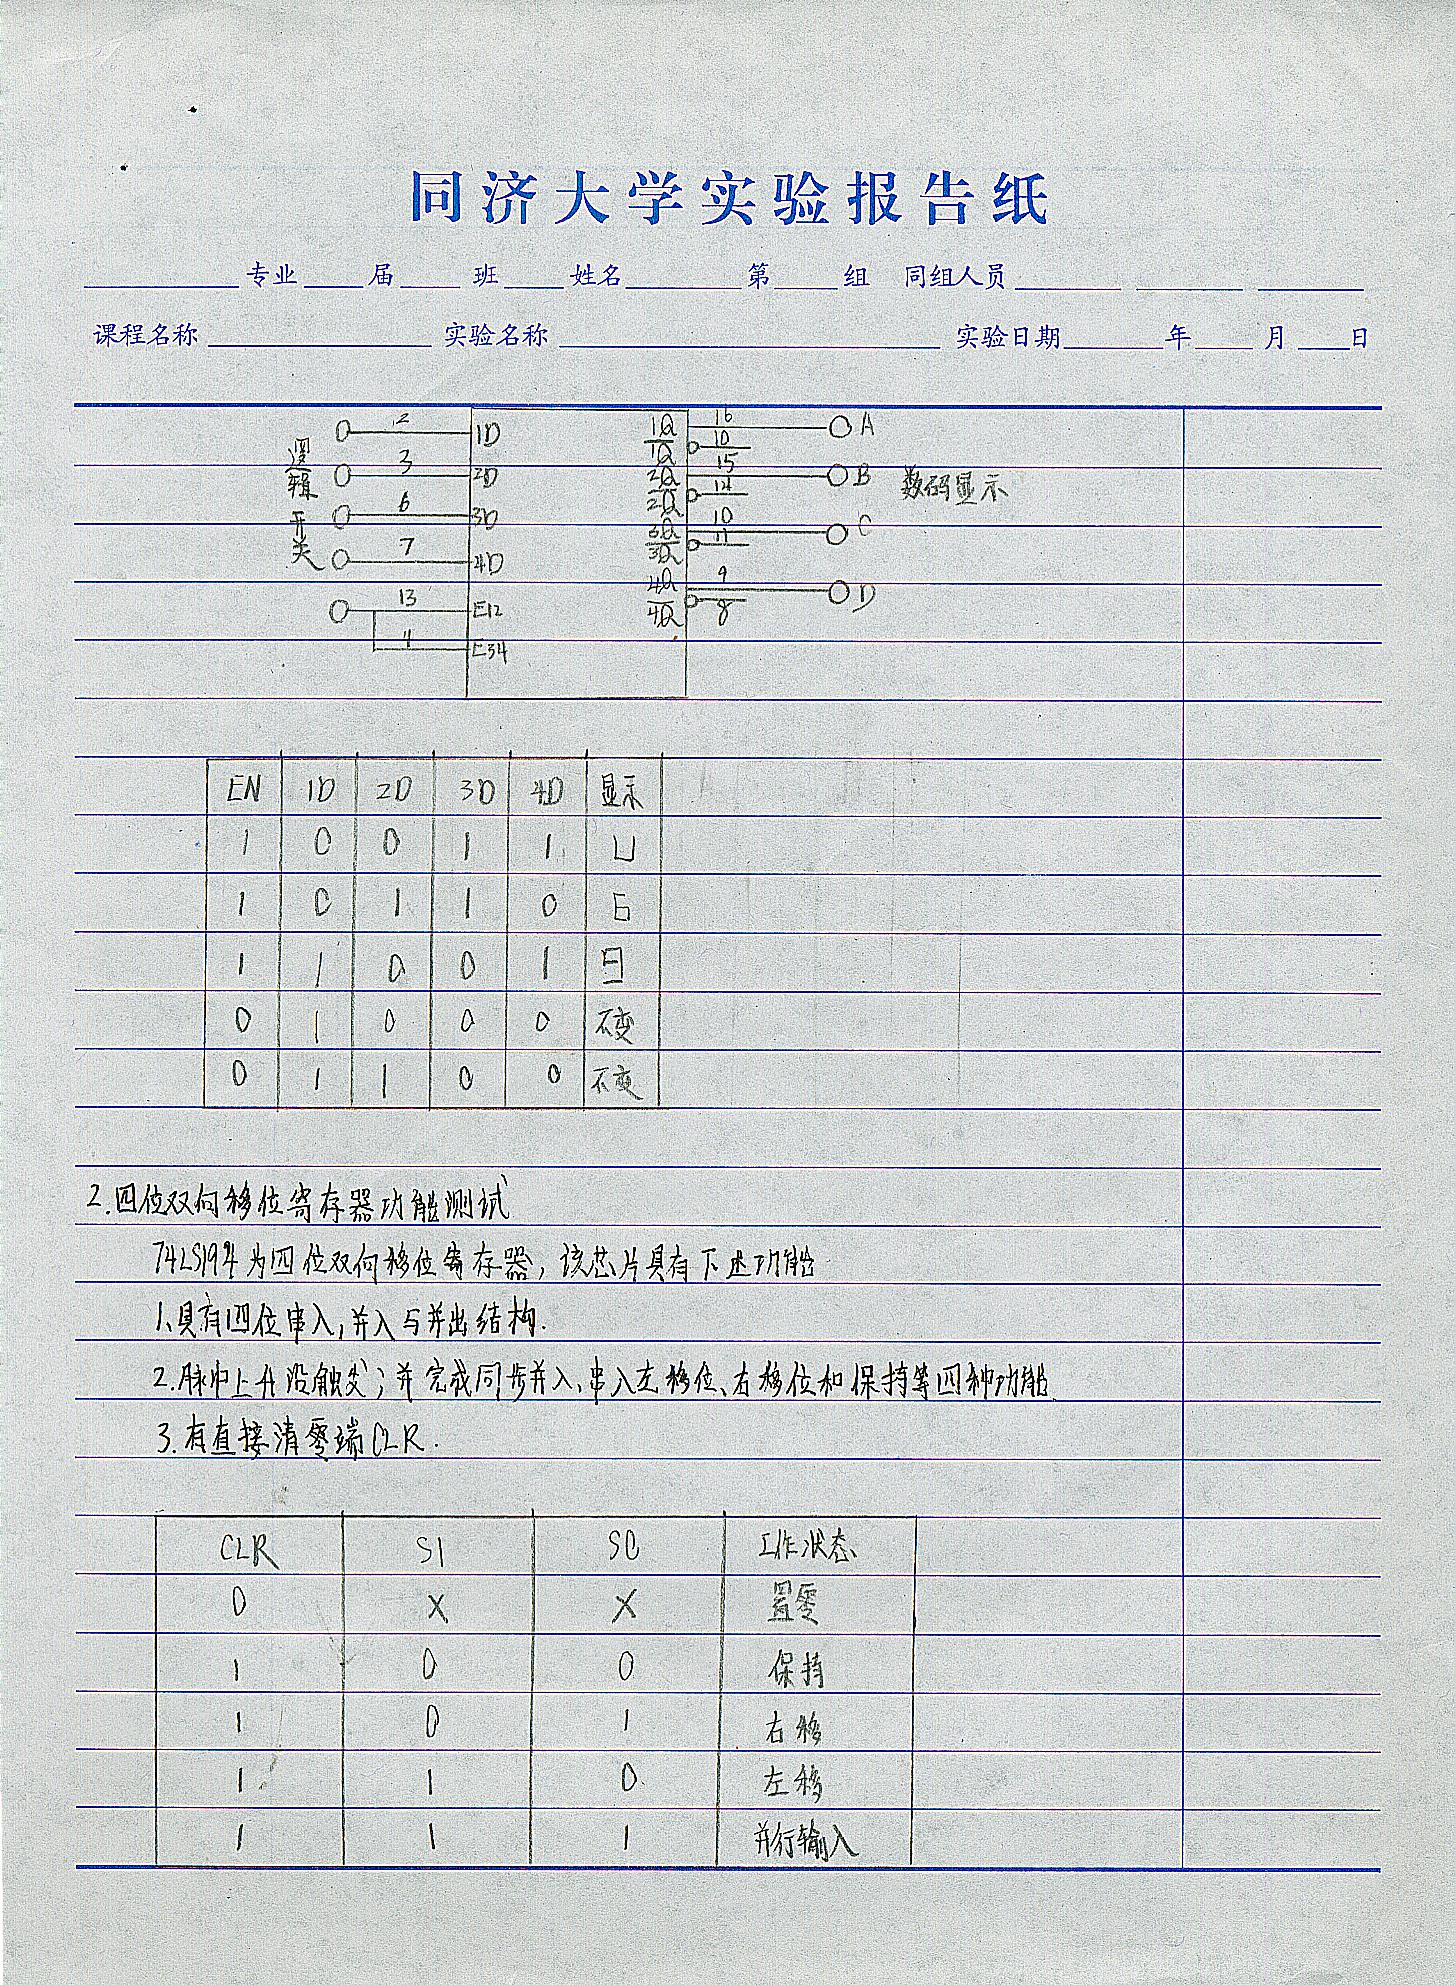 同济大学实验报告纸
专业 届 班 姓名 第 组 同组人员
课程名称 实验名称 实验日期 年 月 日
逻辑开关
2 1D 1Q 16 A
1Q 10
3 2D 2Q 15 B 数码显示
2Q 14
6 3D 3Q 10 C
3Q 11
7 4D 4Q 9 D
4Q 8
13 E12
4 E34
EN 1D 2D 3D 4D 显示
1 0 0 1 1
1 0 1 1 0
1 1 0 0 1
0 1 0 0 0 不变
0 1 1 0 0 不变
2.四位双向移位寄存器功能测试
74LS194为四位双向移位寄存器,该芯片具有下述功能
1.具有四位串入,并入与并出结构.
2.脉冲上升沿触发;并完成同步并入、串入左移位、右移位和保持等四种功能
3.有直接清零端CLR.
CLR S1 S0 工作状态
0 X X 置零
1 0 0 保持
1 0 1 右移
1 1 0 左移
1 1 1 并行输入